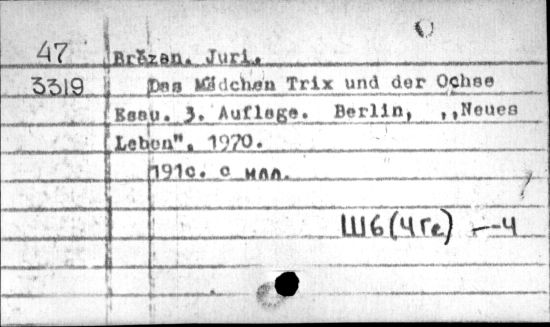 47
Brězan. Juri.
3319
Das Mädchen Trix und der Ochse
Esau. 3. Auflage. Berlin, ,,Neues
Leben". 1970.
191c. с илл.
Ш6(4Ге) —4